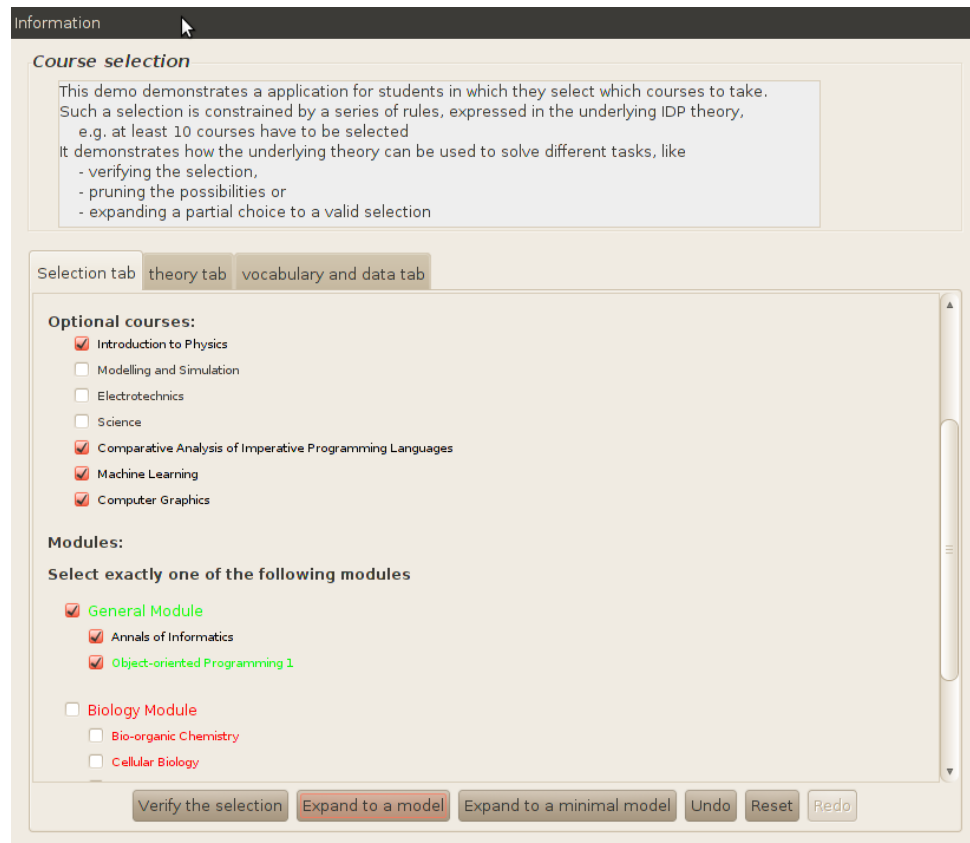 Information
Course selection
This demo demonstrates a application for students in which they select which courses to take.
Such a selection is constrained by a series of rules, expressed in the underlying IDP theory,
e.g. at least 10 courses have to be selected
It demonstrates how the underlying theory can be used to solve different tasks, like
- verifying the selection,
- pruning the possibilities or
- expanding a partial choice to a valid selection
Selection tab theory tab vocabulary and data tab
Optional courses:
Introduction to Physics
Modelling and Simulation
Electrotechnics
Science
Comparative Analysis of Imperative Programming Languages
Machine Learning
Computer Graphics
Modules:
Select exactly one of the following modules
General Module
Annals of Informatics
Object-oriented Programming 1
Biology Module
Bio-organic Chemistry
Cellular Biology
Verify the selection Expand to a model Expand to a minimal model Undo Reset Redo